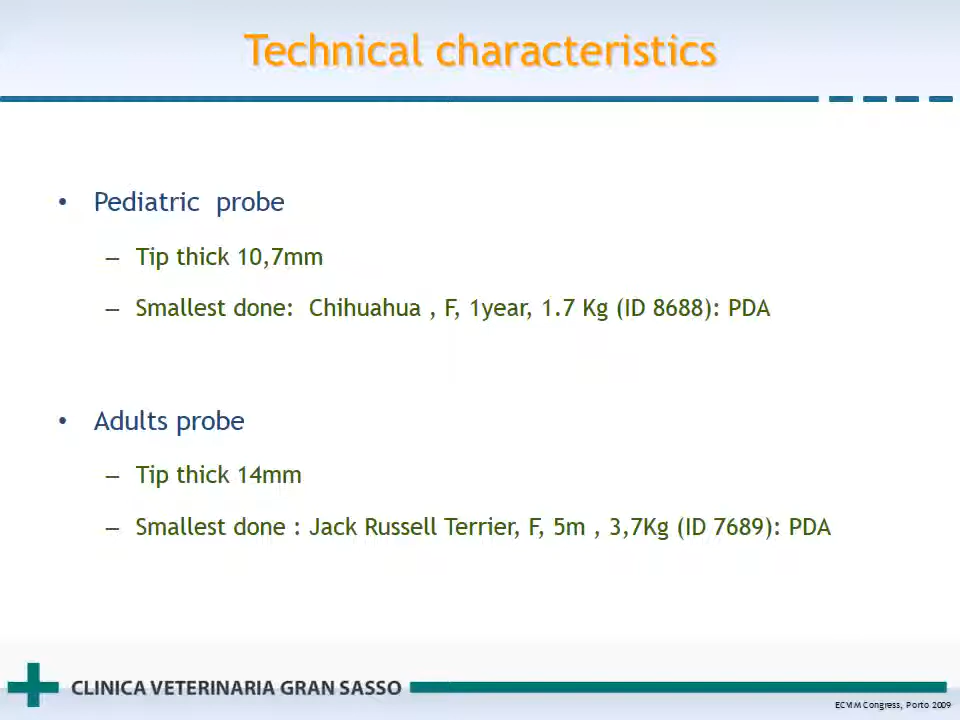 Technical characteristics
• Pediatric probe
– Tip thick 10,7mm
– Smallest done: Chihuahua , F, 1year, 1.7 Kg (ID 8688): PDA
• Adults probe
– Tip thick 14mm
– Smallest done : Jack Russell Terrier, F, 5m , 3,7Kg (ID 7689): PDA
CLINICA VETERINARIA GRAN SASSO
ECVIM Congress, Porto 2009